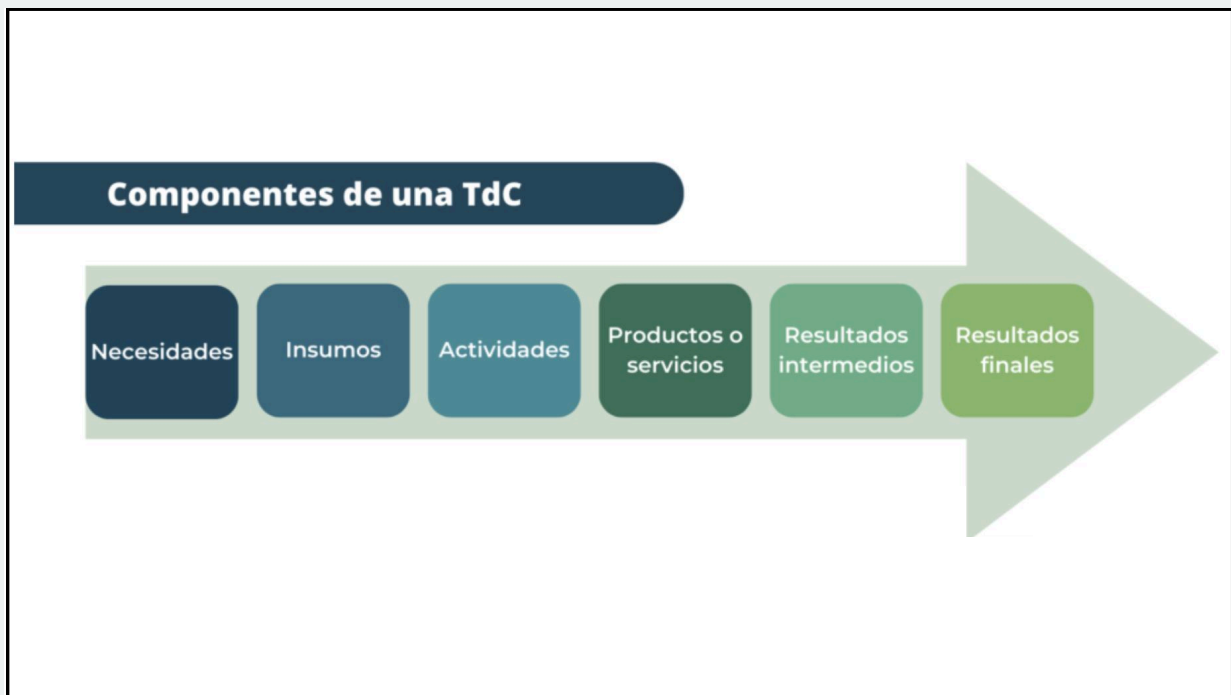 Componentes de una TdC
Necesidades
Insumos
Actividades
Productos o
servicios
Resultados
intermedios
Resultados
finales